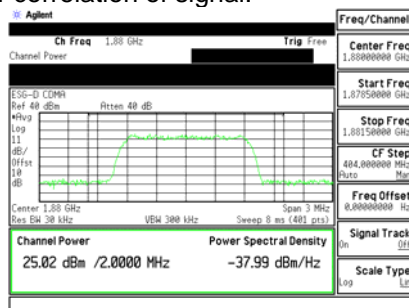 correlation of signal.
Agilent
Freq/Channel
Ch Freq 1.88 GHz Trig Free
Channel Power
Center Freq
1.88000000 GHz
Start Freq
1.87850000 GHz
Stop Freq
1.88150000 GHz
CF Step
404.000000 MHz
Auto Man
Freq Offset
0.00000000 Hz
Signal Track
On Off
Scale Type
Log Lin
ESG-D CDMA
Ref 40 dBm Atten 40 dB
#Avg
Log
11
dB/
Offst
10
dB
Center 1.88 GHz Span 3 MHz
Res BW 30 kHz VBW 300 kHz Sweep 8 ms (401 pts)
Channel Power Power Spectral Density
25.02 dBm /2.0000 MHz -37.99 dBm/Hz